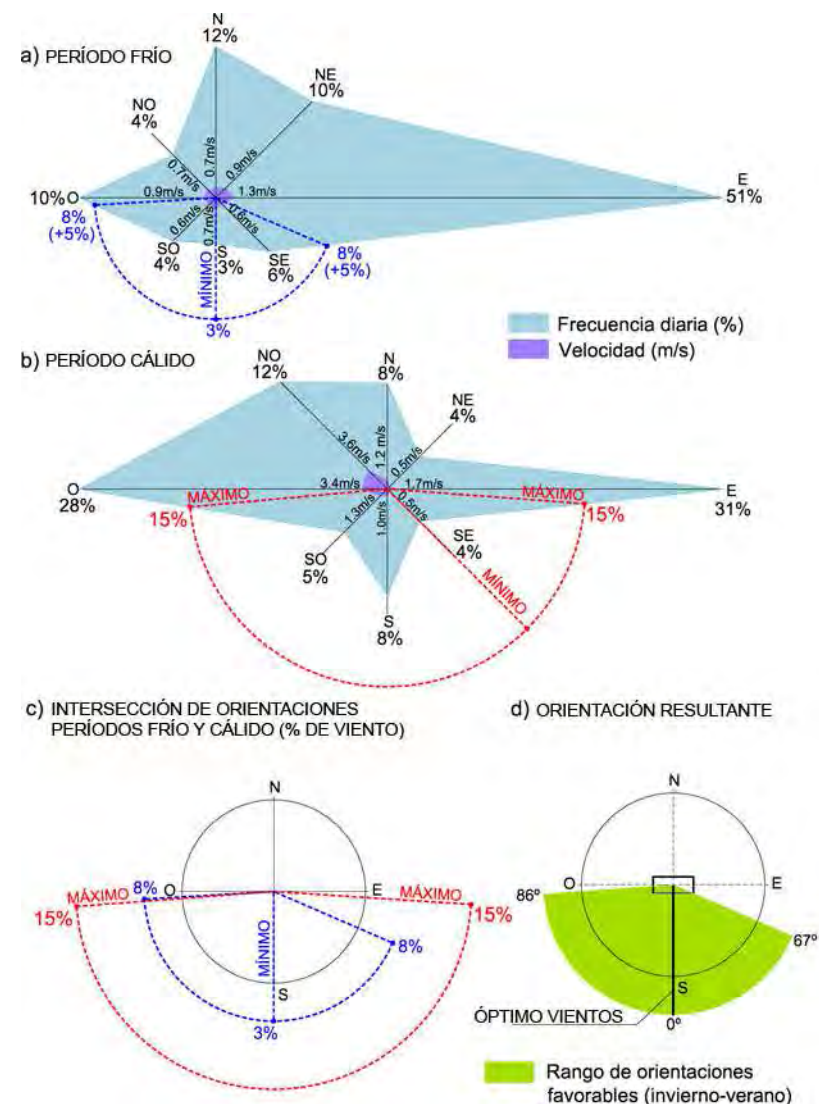 a) PERÍODO FRÍO
N
12%
NE
10%
NO
4%
0.7m/s
0.9m/s
0.7m/s
0.9m/s
1.3m/s
10% O
E
51%
8%
(+5%)
0.6m/s
0.7m/s
0.6m/s
SO
4%
S
3%
SE
6%
8%
(+5%)
MÍNIMO
3%
Frecuencia diaria (%)
Velocidad (m/s)
b) PERÍODO CÁLIDO
NO
12%
N
8%
NE
4%
3.6m/s
1.2 m/s
0.5m/s
3.4m/s
1.7m/s
O
28%
E
31%
MÁXIMO
15%
MÁXIMO
15%
1.3m/s
1.0m/s
0.5m/s
SE
4%
SO
5%
MÍNIMO
S
8%
c) INTERSECCIÓN DE ORIENTACIONES
PERÍODOS FRÍO Y CÁLIDO (% DE VIENTO)
N
O
E
S
MÁXIMO
15%
8%
MÁXIMO
15%
8%
MÍNIMO
3%
d) ORIENTACIÓN RESULTANTE
N
O
E
86º
67º
S
ÓPTIMO VIENTOS
0º
Rango de orientaciones
favorables (invierno-verano)